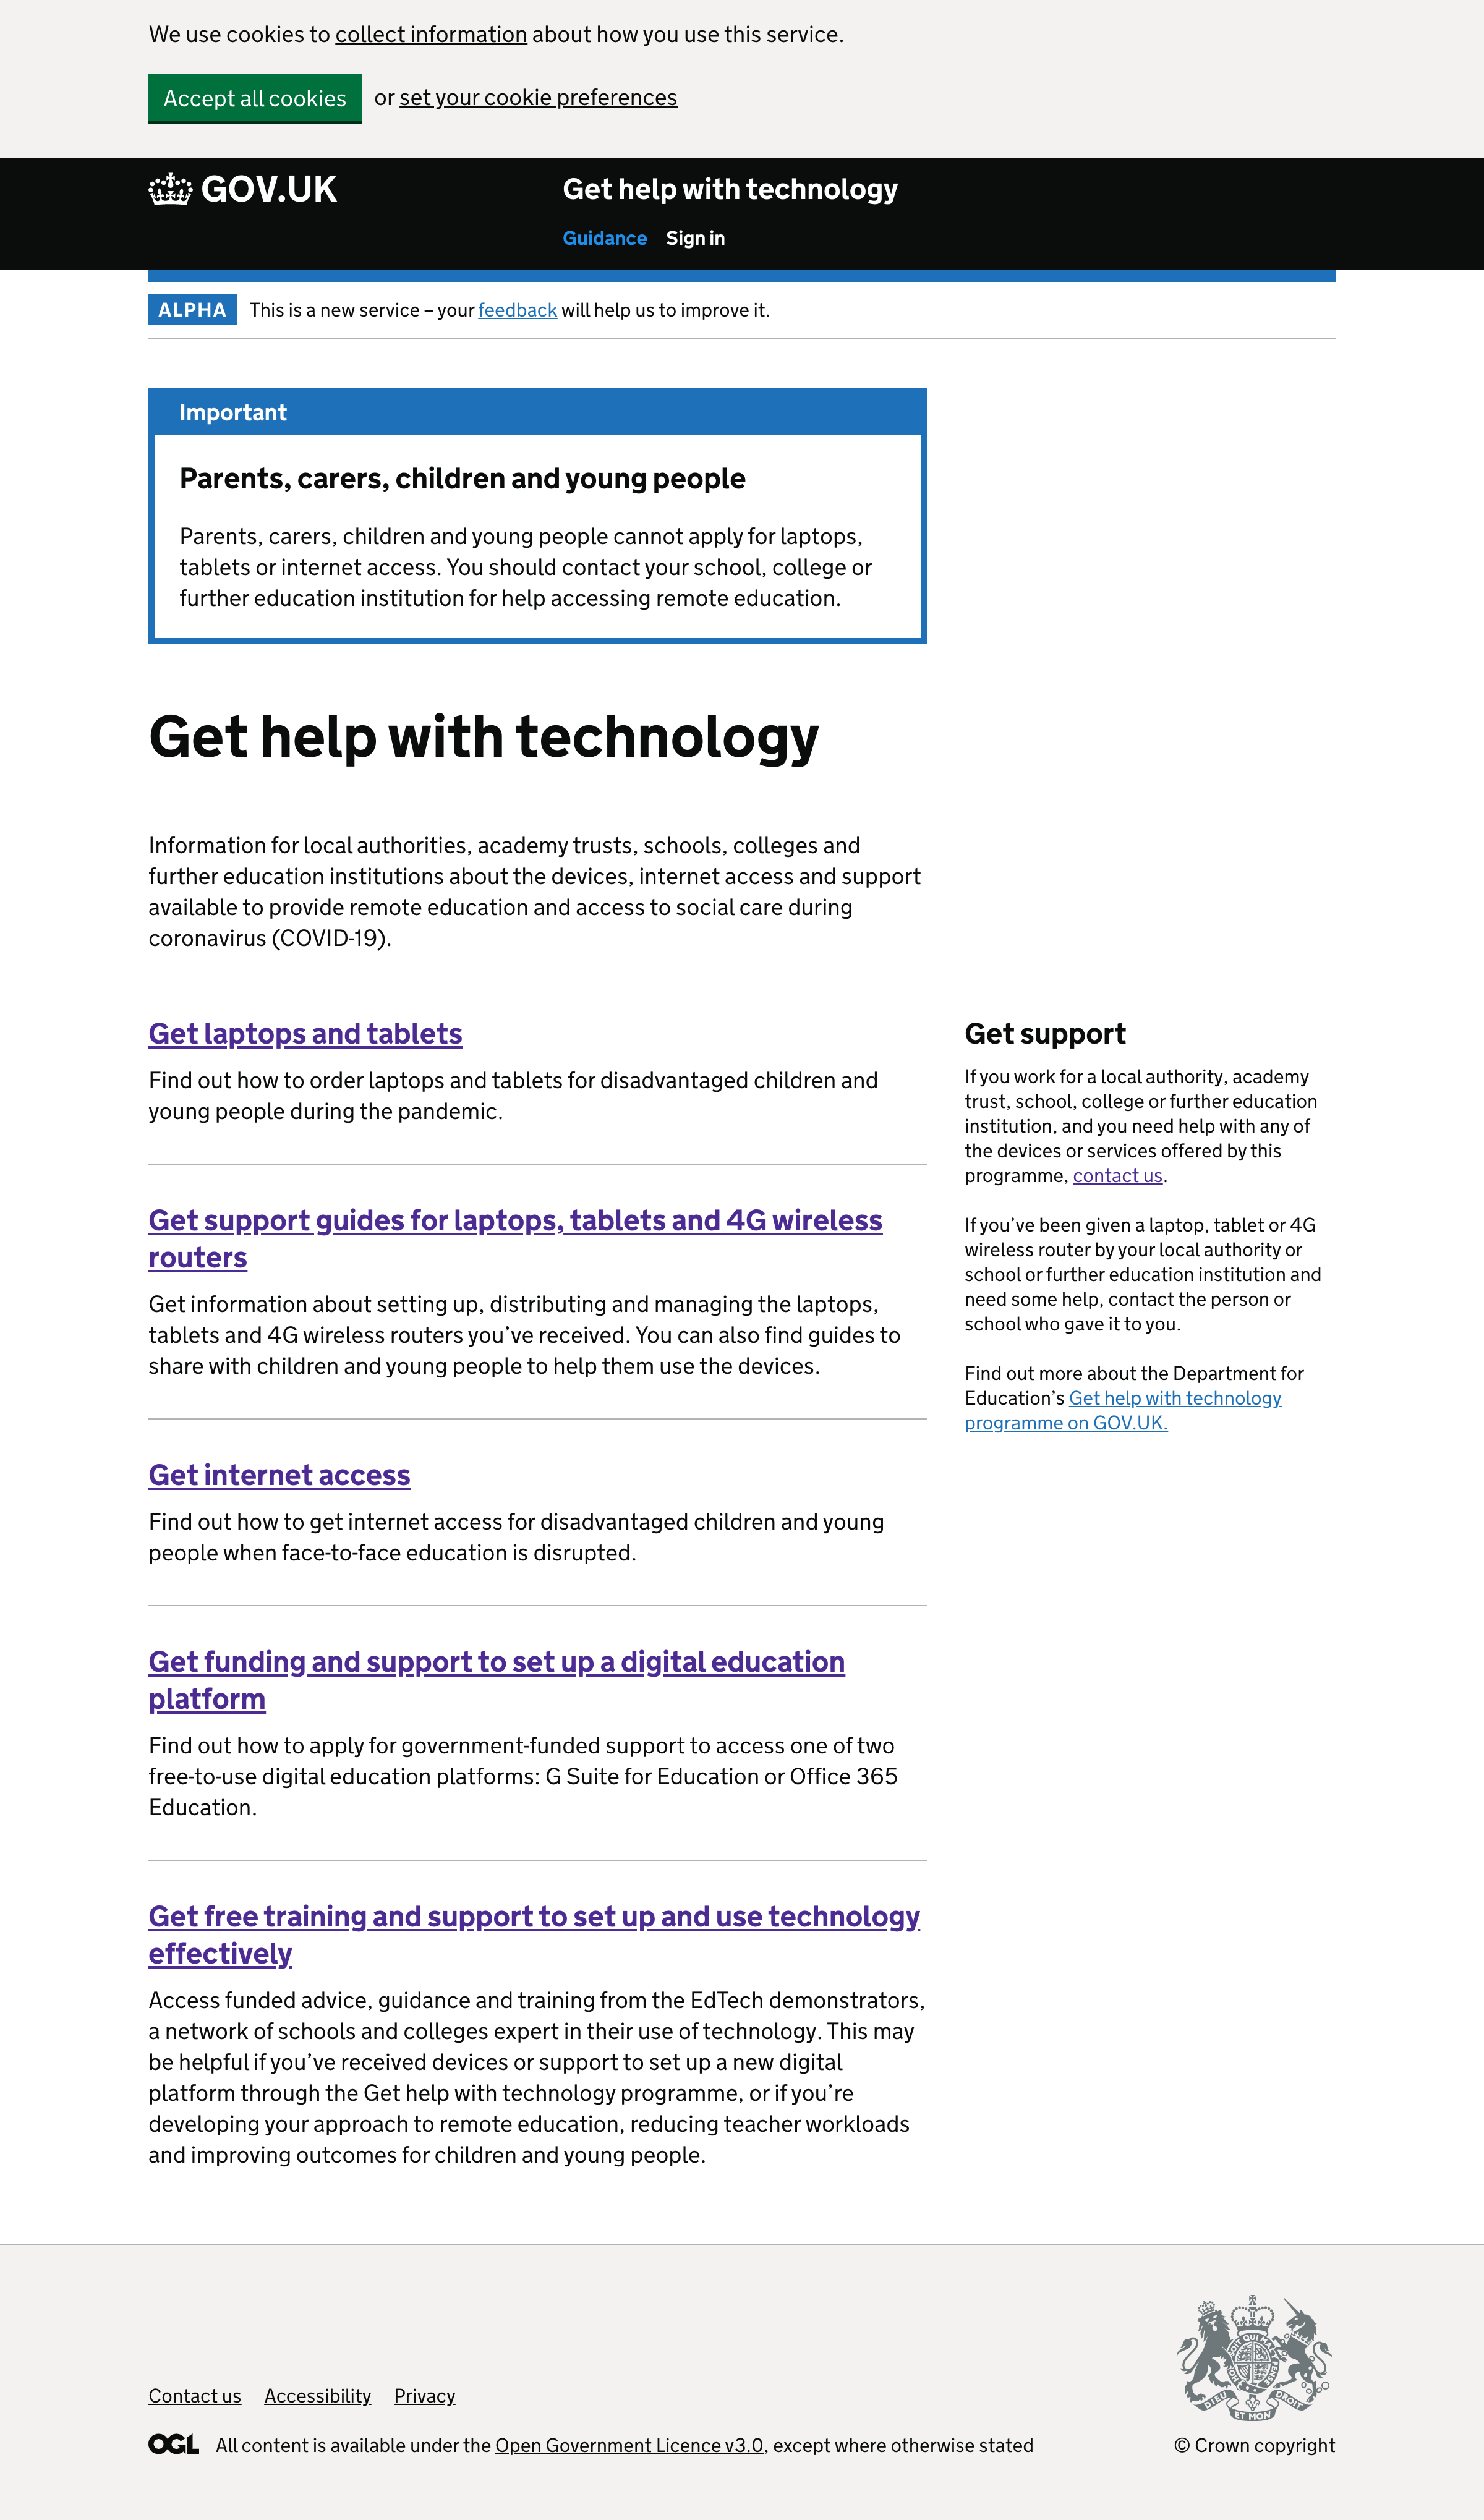 We use cookies to collect information about how you use this service.
Accept all cookies or set your cookie preferences
GOV.UK
Get help with technology
Guidance Sign in
ALPHA This is a new service – your feedback will help us to improve it.
Important
Parents, carers, children and young people
Parents, carers, children and young people cannot apply for laptops,
tablets or internet access. You should contact your school, college or
further education institution for help accessing remote education.
Get help with technology
Information for local authorities, academy trusts, schools, colleges and
further education institutions about the devices, internet access and support
available to provide remote education and access to social care during
coronavirus (COVID-19).
Get laptops and tablets
Find out how to order laptops and tablets for disadvantaged children and
young people during the pandemic.
Get support guides for laptops, tablets and 4G wireless
routers
Get information about setting up, distributing and managing the laptops,
tablets and 4G wireless routers you’ve received. You can also find guides to
share with children and young people to help them use the devices.
Get internet access
Find out how to get internet access for disadvantaged children and young
people when face-to-face education is disrupted.
Get funding and support to set up a digital education
platform
Find out how to apply for government-funded support to access one of two
free-to-use digital education platforms: G Suite for Education or Office 365
Education.
Get free training and support to set up and use technology
effectively
Access funded advice, guidance and training from the EdTech demonstrators,
a network of schools and colleges expert in their use of technology. This may
be helpful if you’ve received devices or support to set up a new digital
platform through the Get help with technology programme, or if you’re
developing your approach to remote education, reducing teacher workloads
and improving outcomes for children and young people.
Get support
If you work for a local authority, academy
trust, school, college or further education
institution, and you need help with any of
the devices or services offered by this
programme, contact us.
If you’ve been given a laptop, tablet or 4G
wireless router by your local authority or
school or further education institution and
need some help, contact the person or
school who gave it to you.
Find out more about the Department for
Education’s Get help with technology
programme on GOV.UK.
Contact us Accessibility Privacy
OGL All content is available under the Open Government Licence v3.0, except where otherwise stated
DIEU ET MON DROIT
© Crown copyright